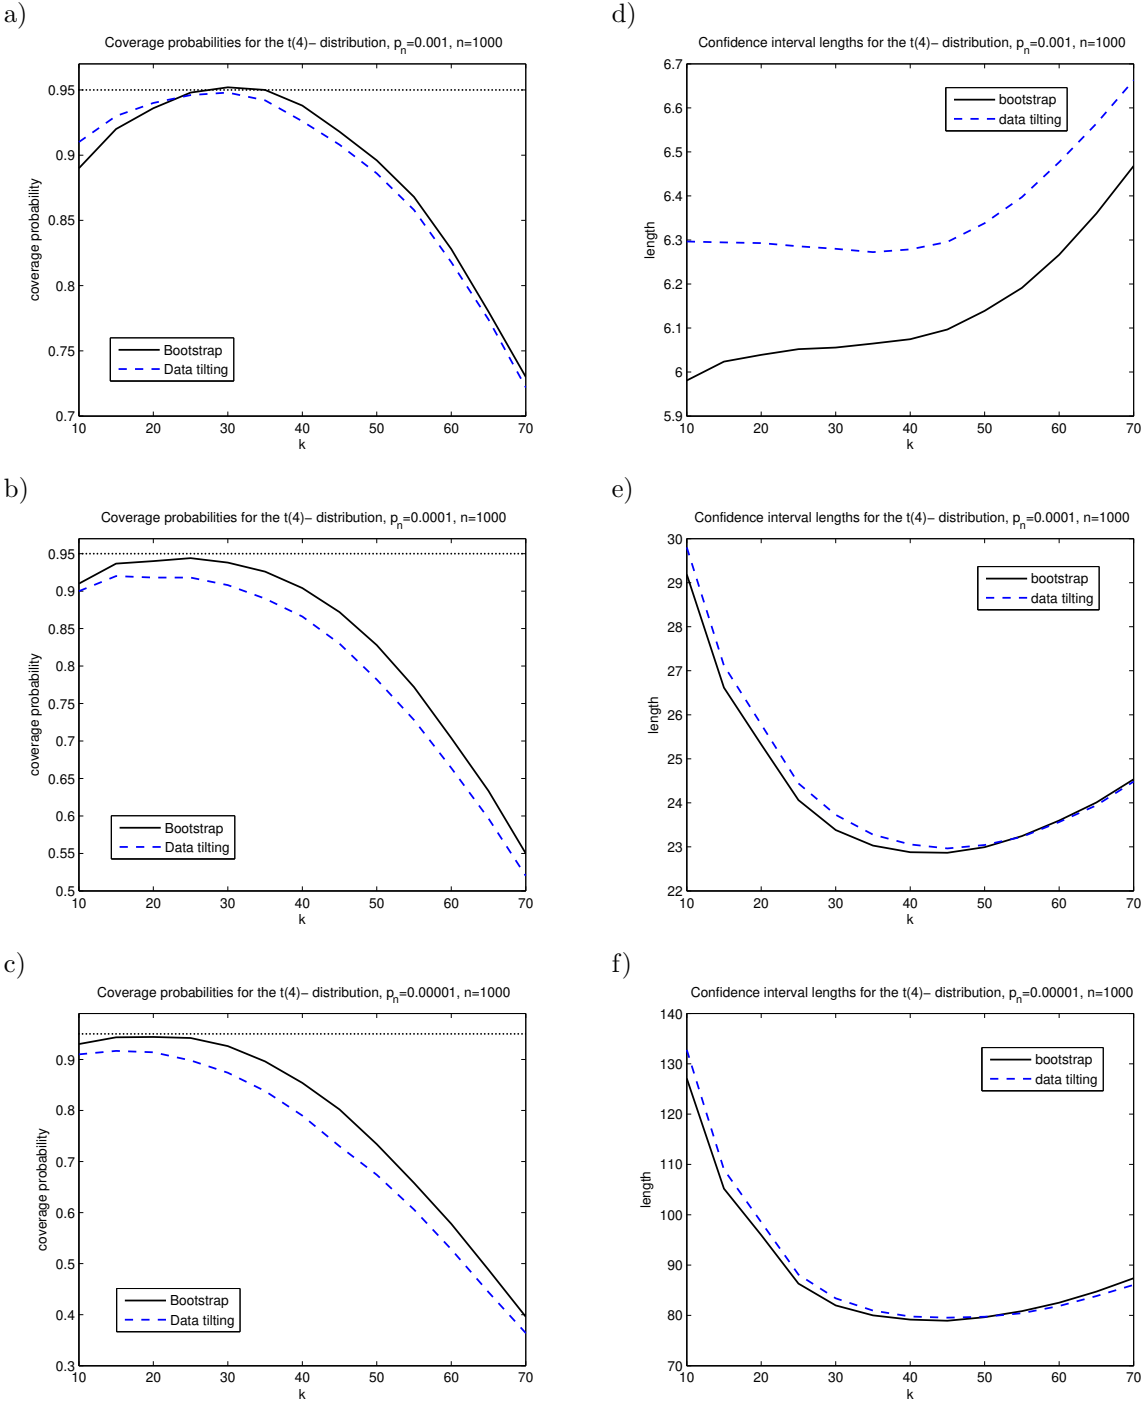 a)
Coverage probabilities for the t(4)− distribution, pn=0.001, n=1000
coverage probability
0.95
0.9
0.85
0.8
0.75
0.7
Bootstrap
Data tilting
10 20 30 40 50 60 70
k
d)
Confidence interval lengths for the t(4)− distribution, pn=0.001, n=1000
length
6.7
6.6
6.5
6.4
6.3
6.2
6.1
6
5.9
bootstrap
data tilting
10 20 30 40 50 60 70
k
b)
Coverage probabilities for the t(4)− distribution, pn=0.0001, n=1000
coverage probability
0.95
0.9
0.85
0.8
0.75
0.7
0.65
0.6
0.55
0.5
Bootstrap
Data tilting
10 20 30 40 50 60 70
k
e)
Confidence interval lengths for the t(4)− distribution, pn=0.0001, n=1000
length
30
29
28
27
26
25
24
23
22
bootstrap
data tilting
10 20 30 40 50 60 70
k
c)
Coverage probabilities for the t(4)− distribution, pn=0.00001, n=1000
coverage probability
0.9
0.8
0.7
0.6
0.5
0.4
0.3
Bootstrap
Data tilting
10 20 30 40 50 60 70
k
f)
Confidence interval lengths for the t(4)− distribution, pn=0.00001, n=1000
length
140
130
120
110
100
90
80
70
bootstrap
data tilting
10 20 30 40 50 60 70
k